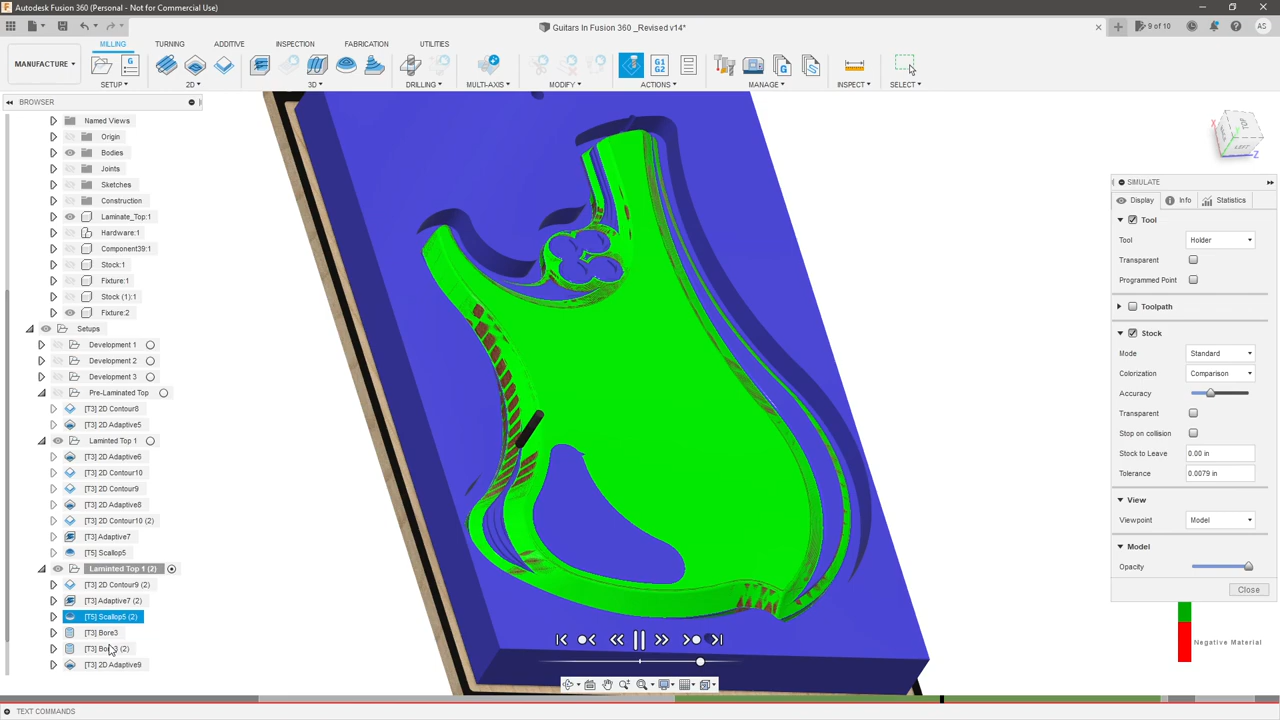 Autodesk Fusion 360 (Personal - Not for Commercial Use)
Guitars In Fusion 360 _Revised v14*
9 of 10
AS
MILLING
TURNING
ADDITIVE
INSPECTION
FABRICATION
UTILITIES
MANUFACTURE
G1
G2
SETUP
2D
3D
DRILLING
MULTI-AXIS
MODIFY
ACTIONS
MANAGE
INSPECT
SELECT
BROWSER
Named Views
Origin
Bodies
Joints
Sketches
Construction
Laminate_Top:1
Hardware:1
Component39:1
Stock:1
Fixture:1
Stock (1):1
Fixture:2
Setups
Development 1
Development 2
Development 3
Pre-Laminated Top
[T3] 2D Contour8
[T3] 2D Adaptive5
Laminted Top 1
[T3] 2D Adaptive6
[T3] 2D Contour10
[T3] 2D Contour9
[T3] 2D Adaptive8
[T3] 2D Contour10 (2)
[T3] Adaptive7
[T5] Scallop5
Laminted Top 1 (2)
[T3] 2D Contour9 (2)
[T3] Adaptive7 (2)
[T5] Scallop5 (2)
[T3] Bore3
[T3] Bore3 (2)
[T3] 2D Adaptive9
X
Z
TOP
LEFT
SIMULATE
Display
Info
Statistics
Tool
Tool Holder
Transparent
Programmed Point
Toolpath
Stock
Mode Standard
Colorization Comparison
Accuracy
Transparent
Stop on collision
Stock to Leave 0.00 in
Tolerance 0.0079 in
View
Viewpoint Model
Model
Opacity
Close
Negative Material
TEXT COMMANDS